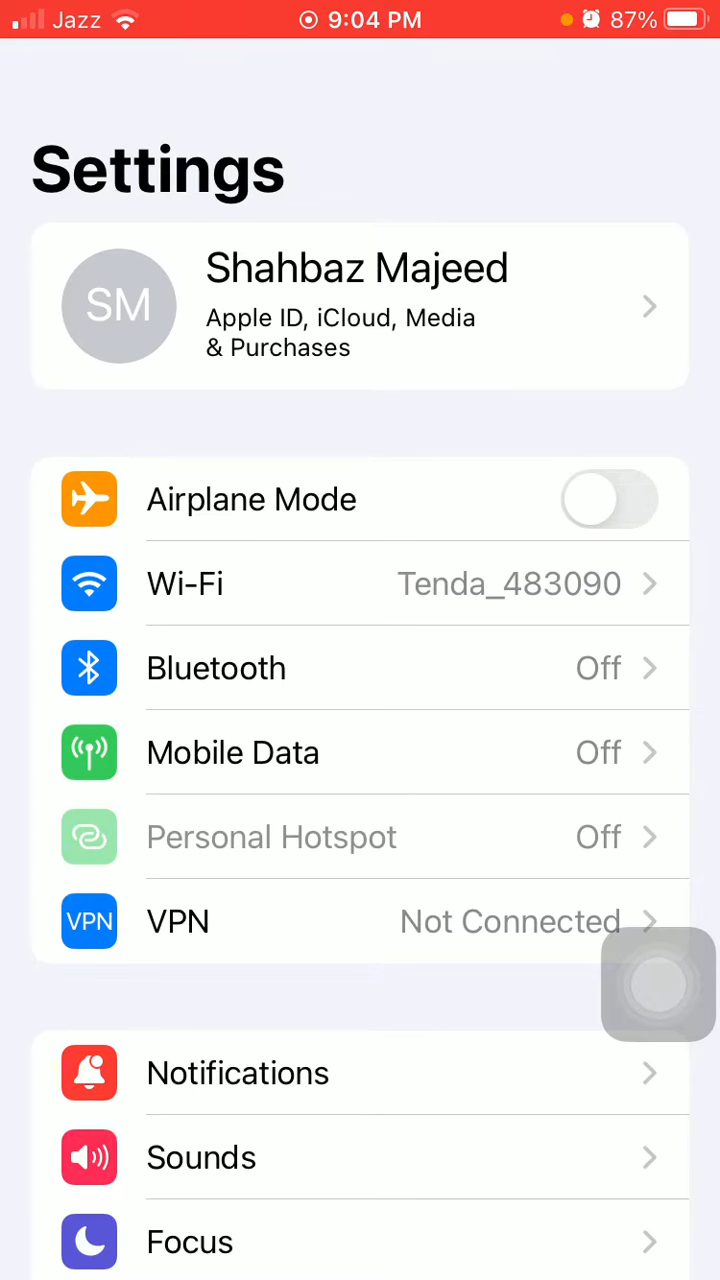 Jazz 9:04 PM 87%
Settings
SM
Shahbaz Majeed
Apple ID, iCloud, Media
& Purchases
Airplane Mode
Wi-Fi Tenda_483090
Bluetooth Off
Mobile Data Off
Personal Hotspot Off
VPN VPN Not Connected
Notifications
Sounds
Focus